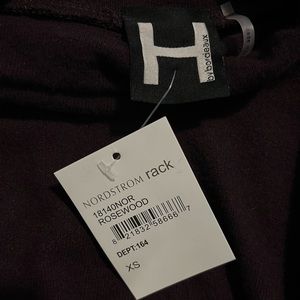 H
by bordeaux
NORDSTROM rack
18140NOR
ROSEWOOD
8 21832 58666 7
DEPT:164
XS